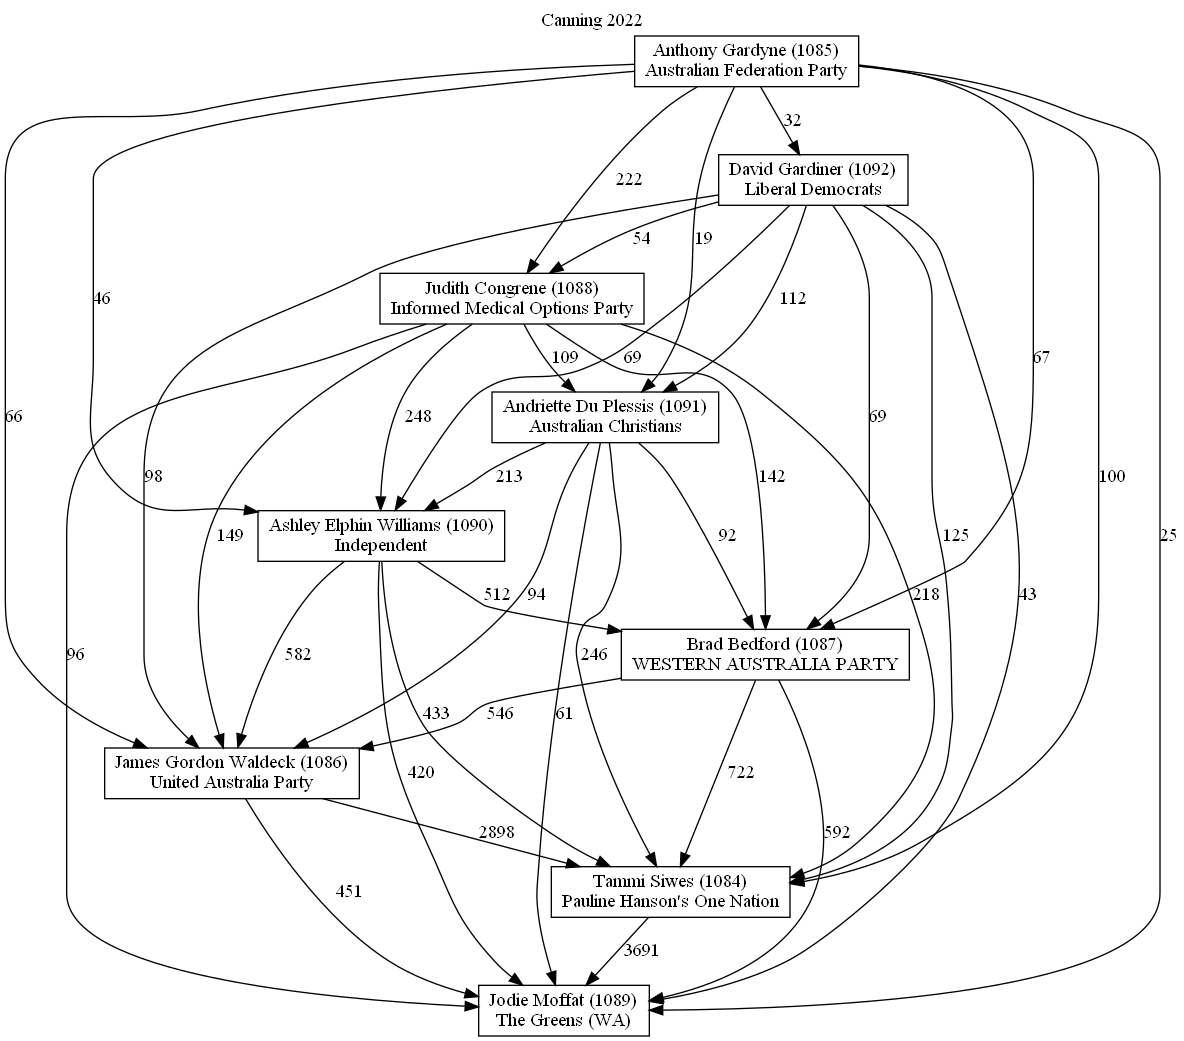 Canning 2022
Anthony Gardyne (1085)
Australian Federation Party
32
David Gardiner (1092)
Liberal Democrats
222
54
19
Judith Congrene (1088)
Informed Medical Options Party
46
112
109
69
67
Andriette Du Plessis (1091)
Australian Christians
66
248
69
98
213
142
100
Ashley Elphin Williams (1090)
Independent
149
92
125
25
512
94
218
43
Brad Bedford (1087)
WESTERN AUSTRALIA PARTY
96
582
246
433
546
61
James Gordon Waldeck (1086)
United Australia Party
420
722
2898
592
Tammi Siwes (1084)
Pauline Hanson's One Nation
451
3691
Jodie Moffat (1089)
The Greens (WA)